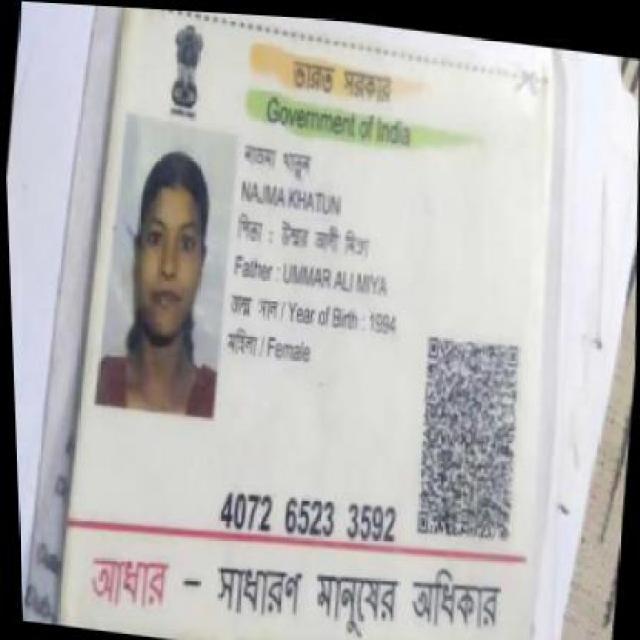 ভারত সরকার
Government of India
নাজমা খাতুন
NAJMA KHATUN
পিতা : উম্মর আলী মিঞা
Father : UMMAR ALI MIYA
জন্ম সাল / Year of Birth : 1994
মহিলা / Female
4072 6523 3592
আধার – সাধারণ মানুষের অধিকার